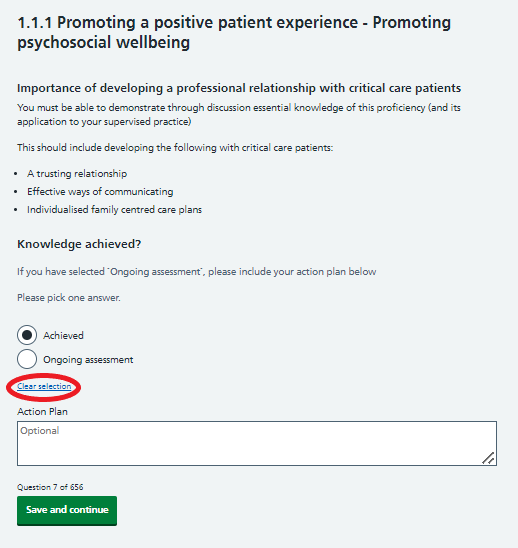 1.1.1 Promoting a positive patient experience - Promoting
psychosocial wellbeing
Importance of developing a professional relationship with critical care patients
You must be able to demonstrate through discussion essential knowledge of this proficiency (and its
application to your supervised practice)
This should include developing the following with critical care patients:
• A trusting relationship
• Effective ways of communicating
• Individualised family centred care plans
Knowledge achieved?
If you have selected `Ongoing assessment`, please include your action plan below
Please pick one answer.
Achieved
Ongoing assessment
Clear selection
Action Plan
Optional
Question 7 of 656
Save and continue